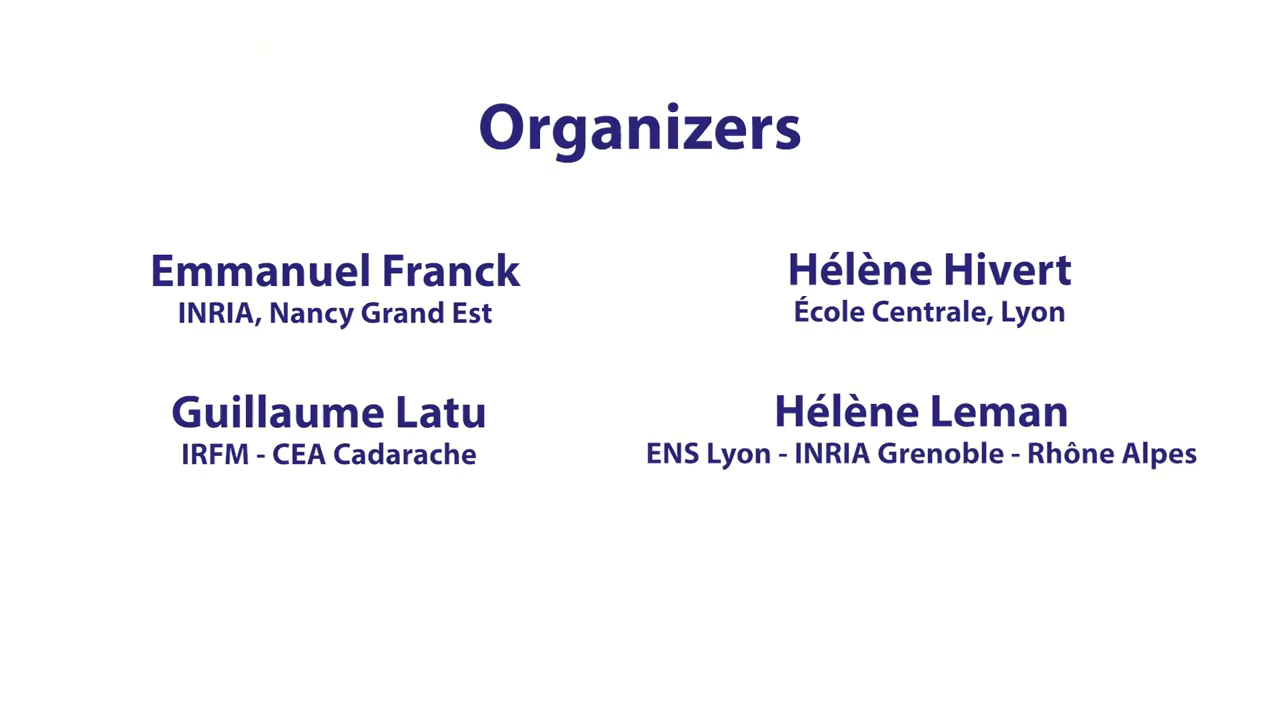 Organizers
Emmanuel Franck
INRIA, Nancy Grand Est
Hélène Hivert
École Centrale, Lyon
Guillaume Latu
IRFM - CEA Cadarache
Hélène Leman
ENS Lyon - INRIA Grenoble - Rhône Alpes